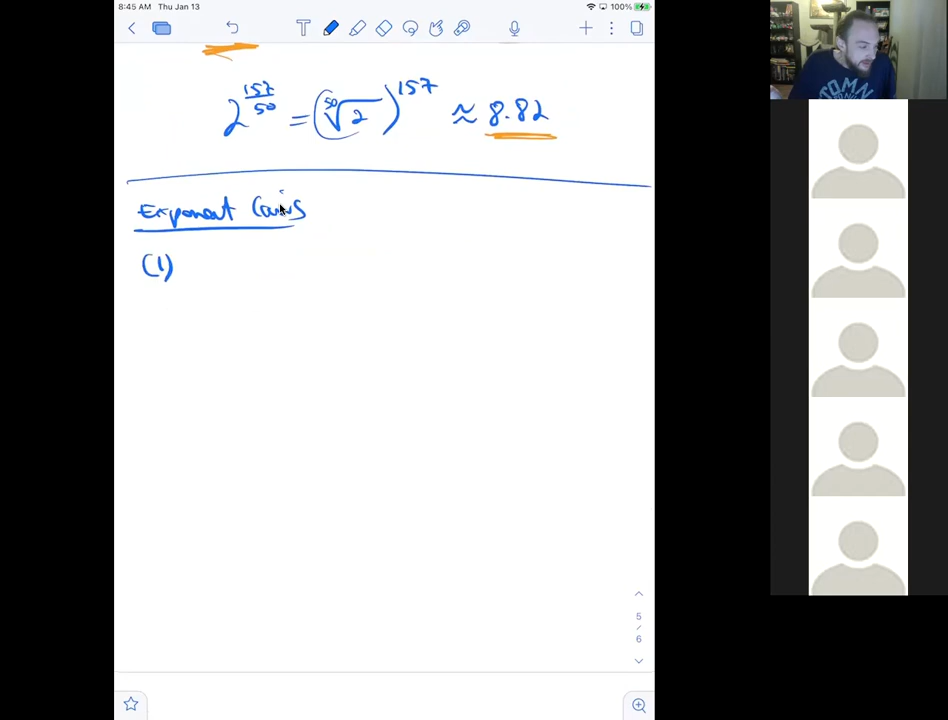 8:45 AM Thu Jan 13
100%
2^(157/50) = (⁵⁰√2)^157 ≈ 8.82
Exponent Laws
(1)
5
/
6